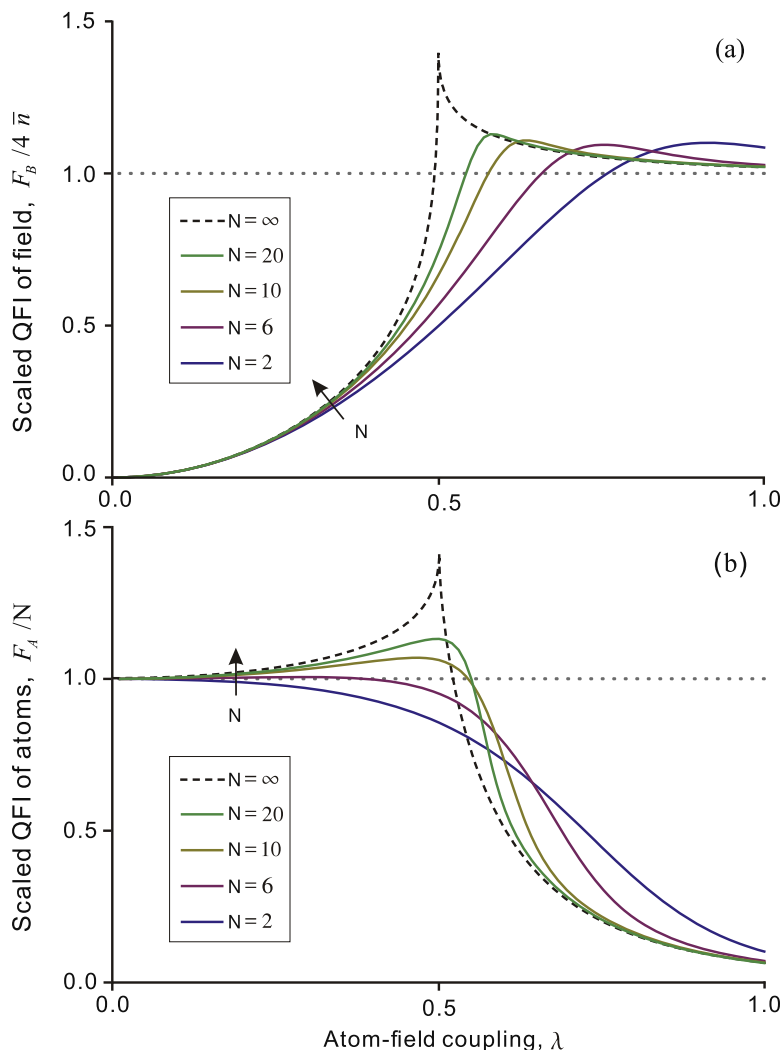 1.5
(a)
Scaled QFI of field, F_B /4 n̅
1.0
N = ∞
N = 20
N = 10
N = 6
N = 2
0.5
N
0.0
0.0
0.5
1.0
1.5
(b)
Scaled QFI of atoms, F_A /N
1.0
N
N = ∞
N = 20
N = 10
N = 6
N = 2
0.5
0.0
0.0
0.5
1.0
Atom-field coupling, λ